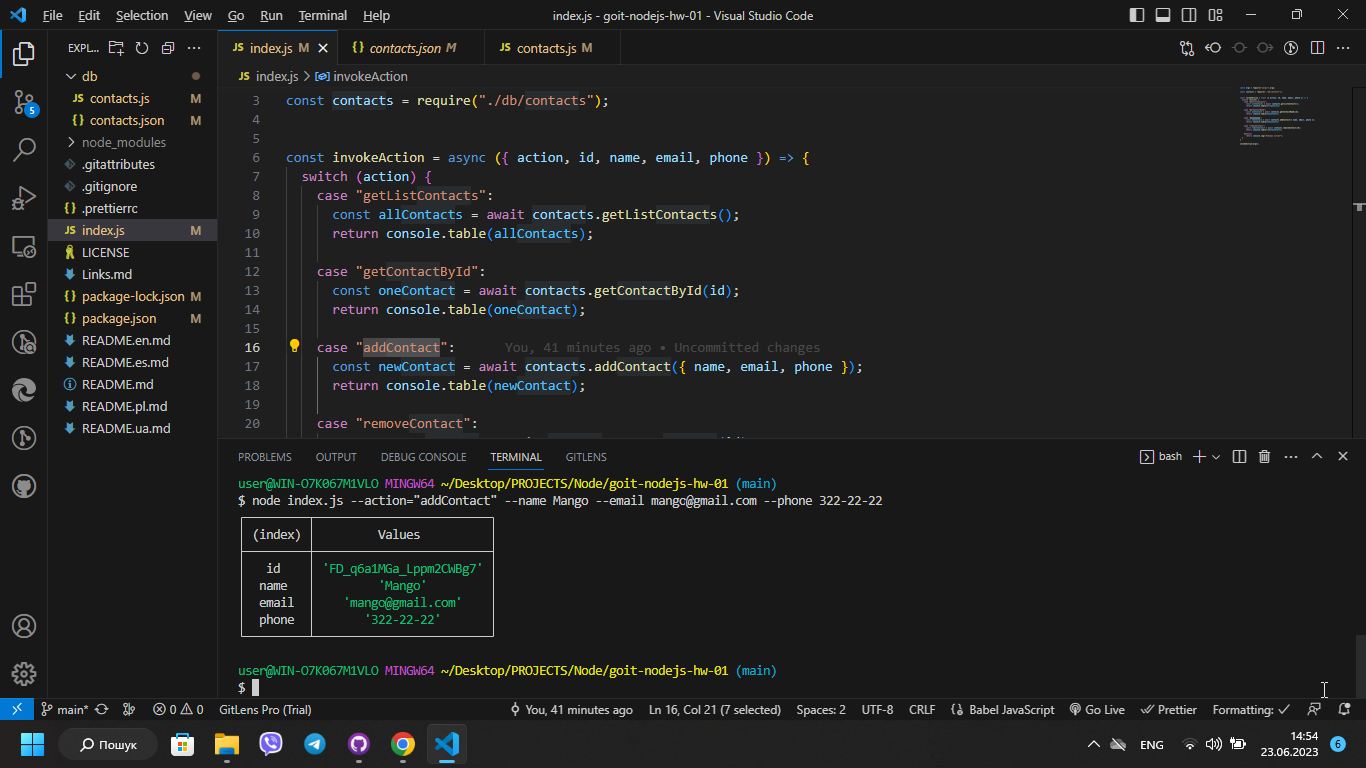 File Edit Selection View Go Run Terminal Help index.js - goit-nodejs-hw-01 - Visual Studio Code
EXPL...
JS index.js M
{} contacts.json M
JS contacts.js M
JS index.js > invokeAction
db
JS contacts.js M
{} contacts.json M
node_modules
.gitattributes
.gitignore
{} .prettierrc
JS index.js M
LICENSE
Links.md
{} package-lock.json M
{} package.json M
README.en.md
README.es.md
README.md
README.pl.md
README.ua.md
5
3 const contacts = require("./db/contacts");
4
5
6 const invokeAction = async ({ action, id, name, email, phone }) => {
7 switch (action) {
8 case "getListContacts":
9 const allContacts = await contacts.getListContacts();
10 return console.table(allContacts);
11
12 case "getContactById":
13 const oneContact = await contacts.getContactById(id);
14 return console.table(oneContact);
15
16 case "addContact": You, 41 minutes ago • Uncommitted changes
17 const newContact = await contacts.addContact({ name, email, phone });
18 return console.table(newContact);
19
20 case "removeContact":
PROBLEMS OUTPUT DEBUG CONSOLE TERMINAL GITLENS bash
user@WIN-O7K067M1VLO MINGW64 ~/Desktop/PROJECTS/Node/goit-nodejs-hw-01 (main)
$ node index.js --action="addContact" --name Mango --email mango@gmail.com --phone 322-22-22
(index) Values
id 'FD_q6a1MGa_Lppm2CWBg7'
name 'Mango'
email 'mango@gmail.com'
phone '322-22-22'
user@WIN-O7K067M1VLO MINGW64 ~/Desktop/PROJECTS/Node/goit-nodejs-hw-01 (main)
$
main* 0 0 GitLens Pro (Trial) You, 41 minutes ago Ln 16, Col 21 (7 selected) Spaces: 2 UTF-8 CRLF {} Babel JavaScript Go Live Prettier Formatting: ✓
Пошук
ENG
14:54
23.06.2023
6